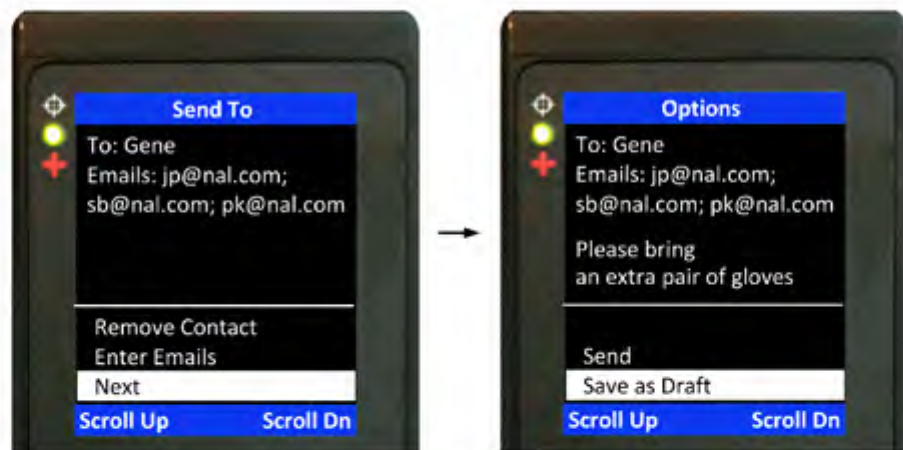 Send To
To: Gene
Emails: jp@nal.com;
sb@nal.com; pk@nal.com
Remove Contact
Enter Emails
Next
Scroll Up Scroll Dn
Options
To: Gene
Emails: jp@nal.com;
sb@nal.com; pk@nal.com
Please bring
an extra pair of gloves
Send
Save as Draft
Scroll Up Scroll Dn